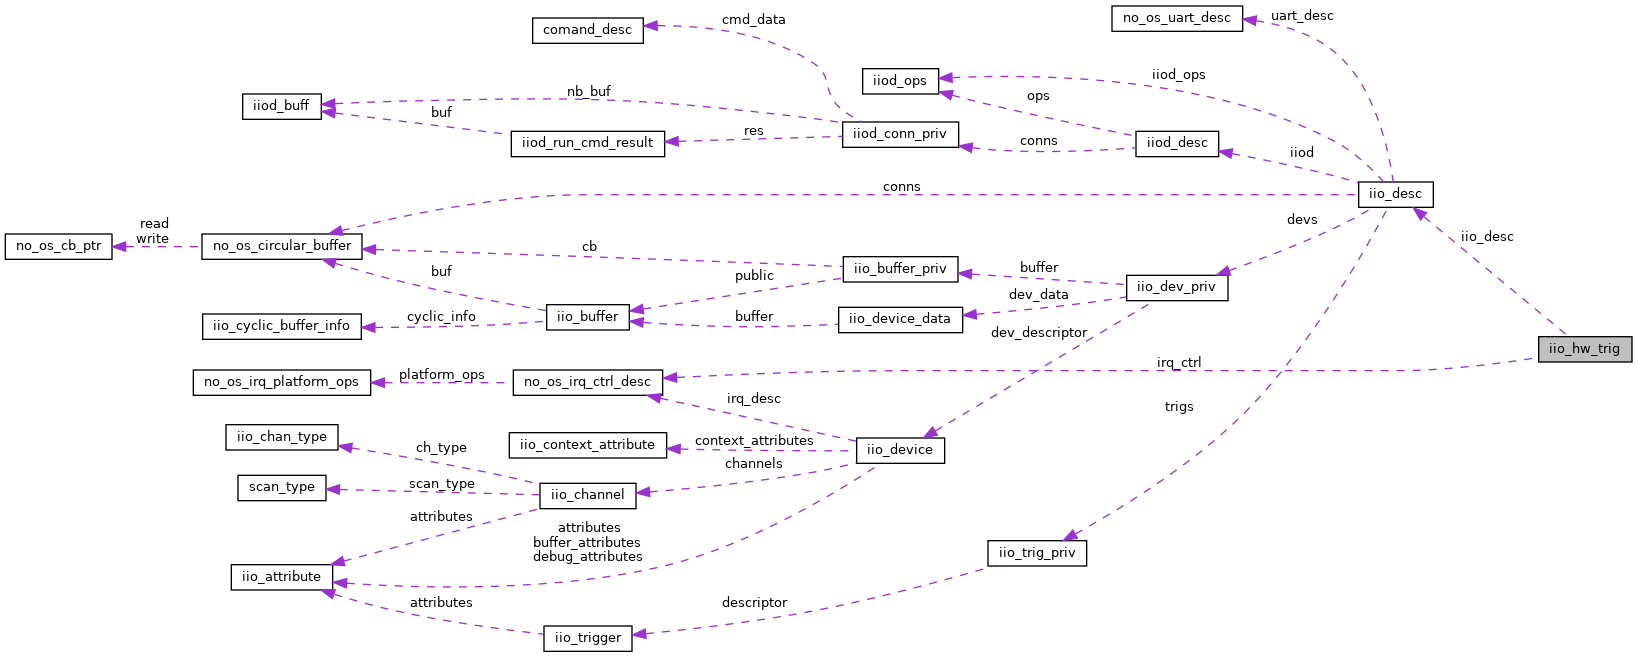 no_os_uart_desc
uart_desc
cmd_data
comand_desc
iiod_ops
iiod_ops
nb_buf
ops
iiod_buff
buf
res
iiod_conn_priv
conns
iiod_desc
iiod
iiod_run_cmd_result
conns
iio_desc
devs
iio_desc
read
write
no_os_cb_ptr
no_os_circular_buffer
cb
buf
public
iio_buffer_priv
buffer
iio_dev_priv
dev_data
cyclic_info
iio_cyclic_buffer_info
iio_buffer
buffer
iio_device_data
dev_descriptor
iio_hw_trig
irq_ctrl
platform_ops
no_os_irq_platform_ops
no_os_irq_ctrl_desc
irq_desc
trigs
iio_chan_type
ch_type
iio_context_attribute
context_attributes
iio_device
channels
scan_type
scan_type
iio_channel
attributes
attributes
buffer_attributes
debug_attributes
iio_trig_priv
iio_attribute
attributes
descriptor
iio_trigger